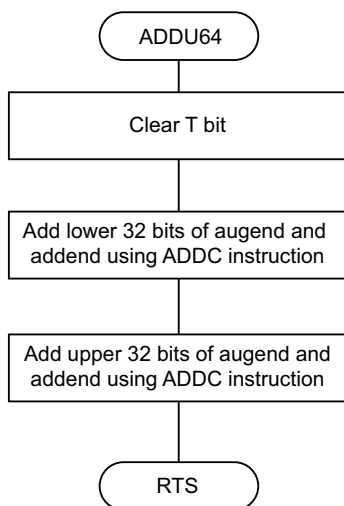 ADDU64
Clear T bit
Add lower 32 bits of augend and
addend using ADDC instruction
Add upper 32 bits of augend and
addend using ADDC instruction
RTS